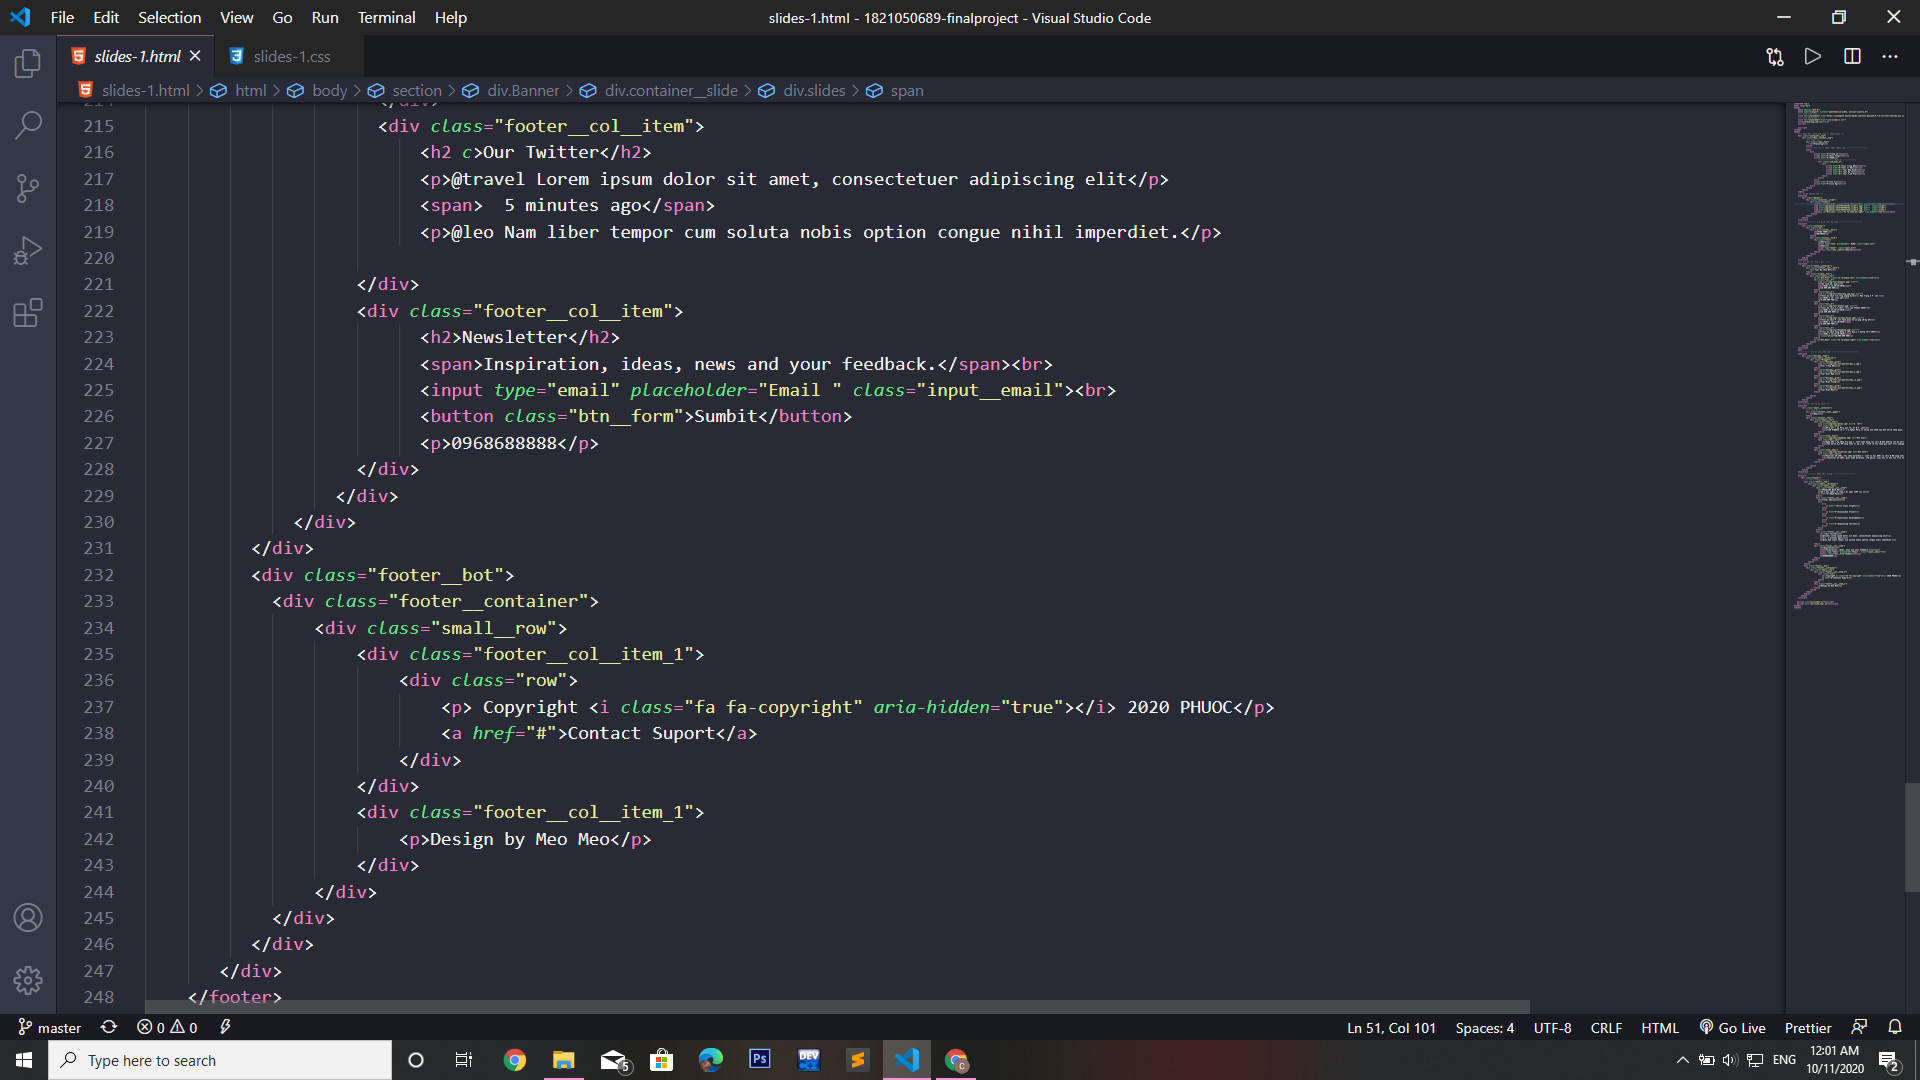 File Edit Selection View Go Run Terminal Help
slides-1.html - 1821050689-finalproject - Visual Studio Code
slides-1.html
slides-1.css
slides-1.html > html > body > section > div.Banner > div.container__slide > div.slides > span
215 <div class="footer__col__item">
216 <h2 c>Our Twitter</h2>
217 <p>@travel Lorem ipsum dolor sit amet, consectetuer adipiscing elit</p>
218 <span>  5 minutes ago</span>
219 <p>@leo Nam liber tempor cum soluta nobis option congue nihil imperdiet.</p>
220
221 </div>
222 <div class="footer__col__item">
223 <h2>Newsletter</h2>
224 <span>Inspiration, ideas, news and your feedback.</span><br>
225 <input type="email" placeholder="Email " class="input__email"><br>
226 <button class="btn__form">Sumbit</button>
227 <p>0968688888</p>
228 </div>
229 </div>
230 </div>
231 </div>
232 <div class="footer__bot">
233 <div class="footer__container">
234 <div class="small__row">
235 <div class="footer__col__item_1">
236 <div class="row">
237 <p> Copyright <i class="fa fa-copyright" aria-hidden="true"></i> 2020 PHUOC</p>
238 <a href="#">Contact Suport</a>
239 </div>
240 </div>
241 <div class="footer__col__item_1">
242 <p>Design by Meo Meo</p>
243 </div>
244 </div>
245 </div>
246 </div>
247 </div>
248 </footer>
master 0 0 Ln 51, Col 101 Spaces: 4 UTF-8 CRLF HTML Go Live Prettier
Type here to search
5
Ps
DEV
C
ENG
12:01 AM
10/11/2020
2